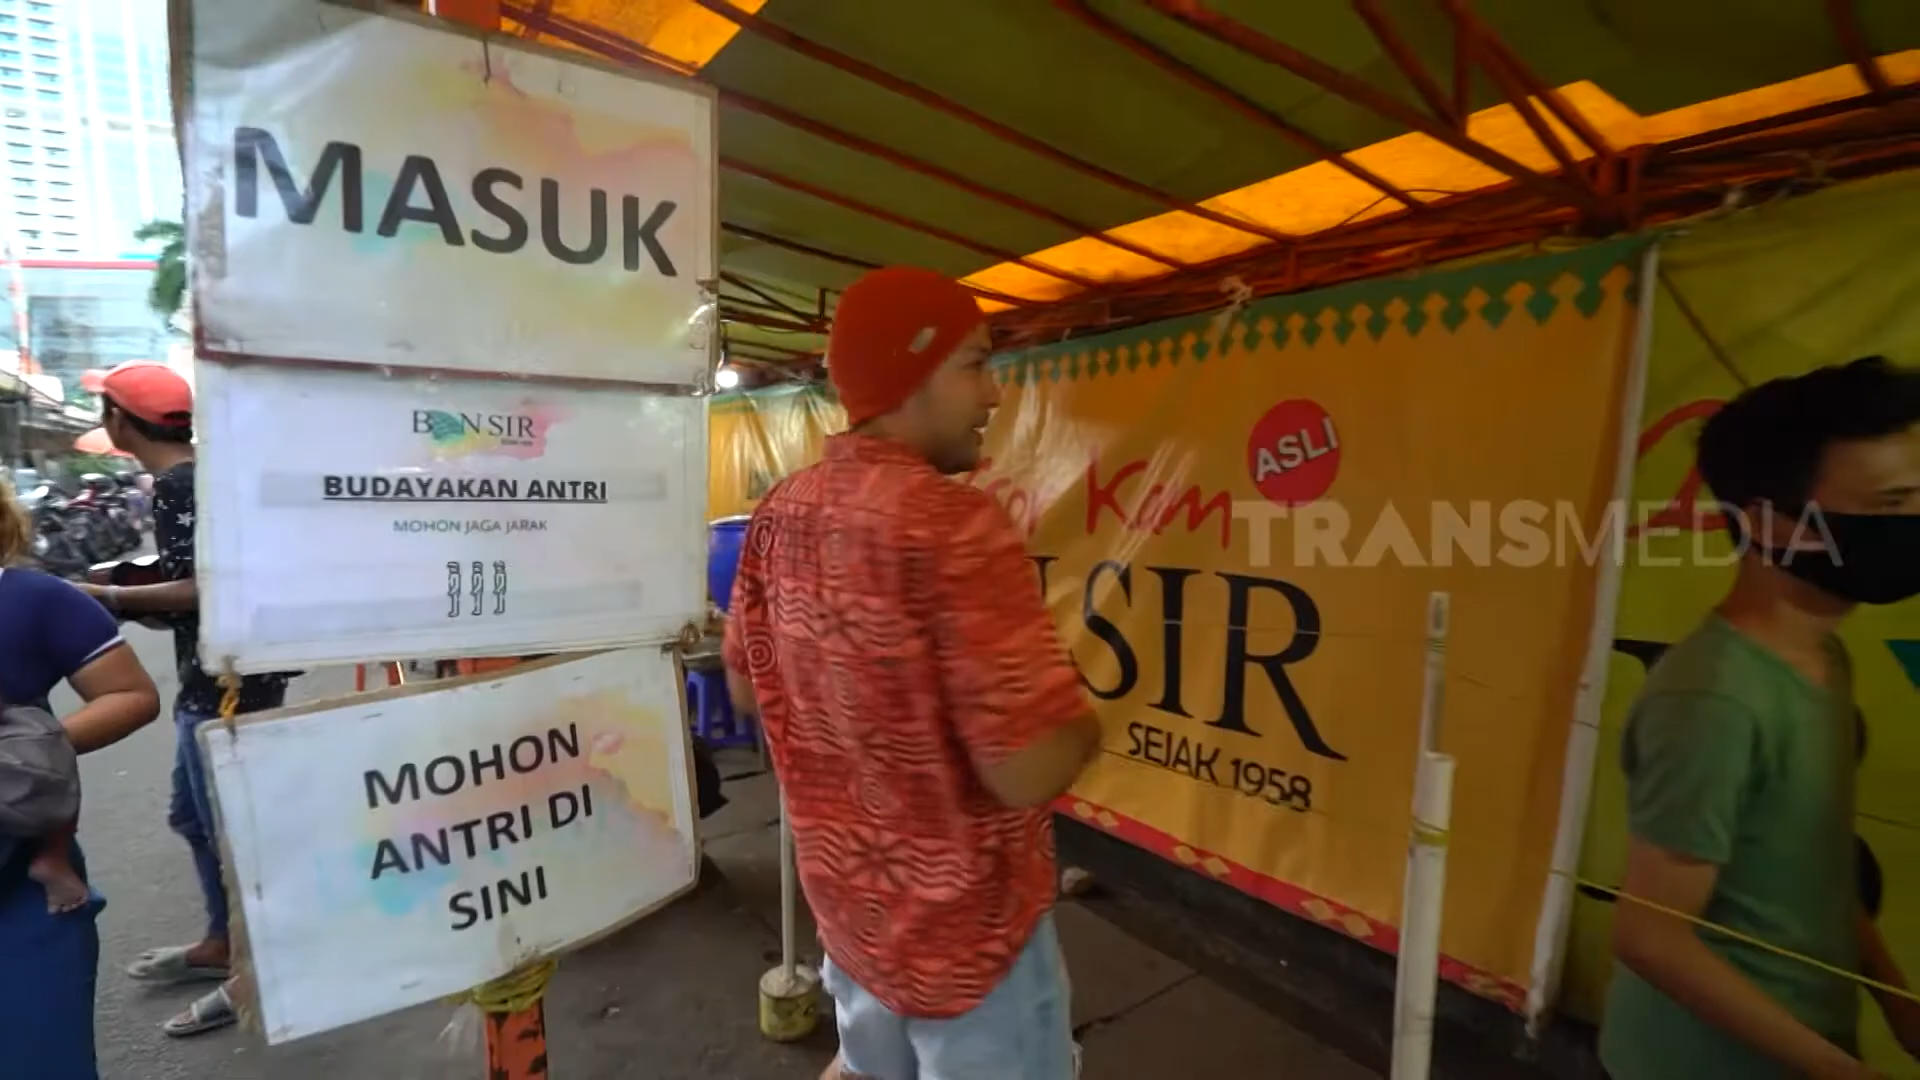 MASUK
BONSIR
BUDAYAKAN ANTRI
MOHON JAGA JARAK
MOHON
ANTRI DI
SINI
ASLI
Kam
SIR
SEJAK 1958
TRANSMEDIA